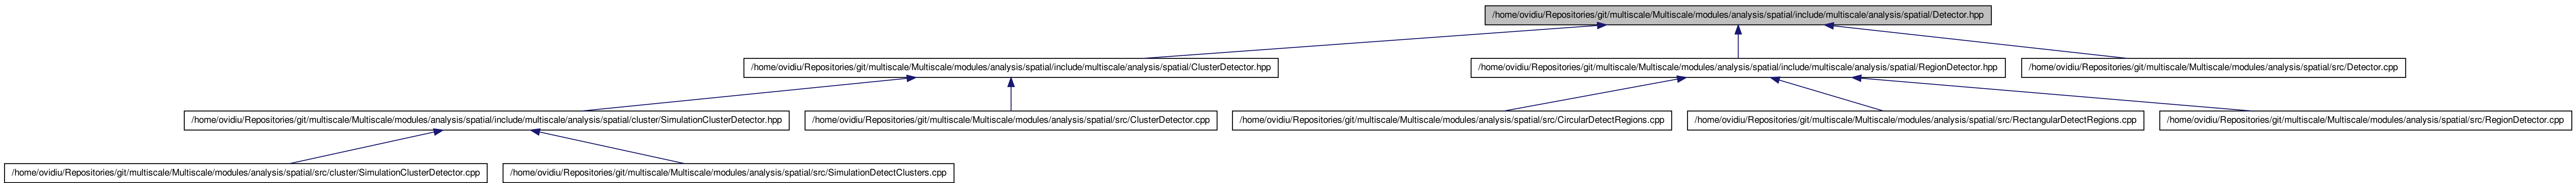 /home/ovidiu/Repositories/git/multiscale/Multiscale/modules/analysis/spatial/include/multiscale/analysis/spatial/Detector.hpp
/home/ovidiu/Repositories/git/multiscale/Multiscale/modules/analysis/spatial/include/multiscale/analysis/spatial/ClusterDetector.hpp
/home/ovidiu/Repositories/git/multiscale/Multiscale/modules/analysis/spatial/include/multiscale/analysis/spatial/RegionDetector.hpp
/home/ovidiu/Repositories/git/multiscale/Multiscale/modules/analysis/spatial/src/Detector.cpp
/home/ovidiu/Repositories/git/multiscale/Multiscale/modules/analysis/spatial/include/multiscale/analysis/spatial/cluster/SimulationClusterDetector.hpp
/home/ovidiu/Repositories/git/multiscale/Multiscale/modules/analysis/spatial/src/ClusterDetector.cpp
/home/ovidiu/Repositories/git/multiscale/Multiscale/modules/analysis/spatial/src/CircularDetectRegions.cpp
/home/ovidiu/Repositories/git/multiscale/Multiscale/modules/analysis/spatial/src/RectangularDetectRegions.cpp
/home/ovidiu/Repositories/git/multiscale/Multiscale/modules/analysis/spatial/src/RegionDetector.cpp
/home/ovidiu/Repositories/git/multiscale/Multiscale/modules/analysis/spatial/src/cluster/SimulationClusterDetector.cpp
/home/ovidiu/Repositories/git/multiscale/Multiscale/modules/analysis/spatial/src/SimulationDetectClusters.cpp